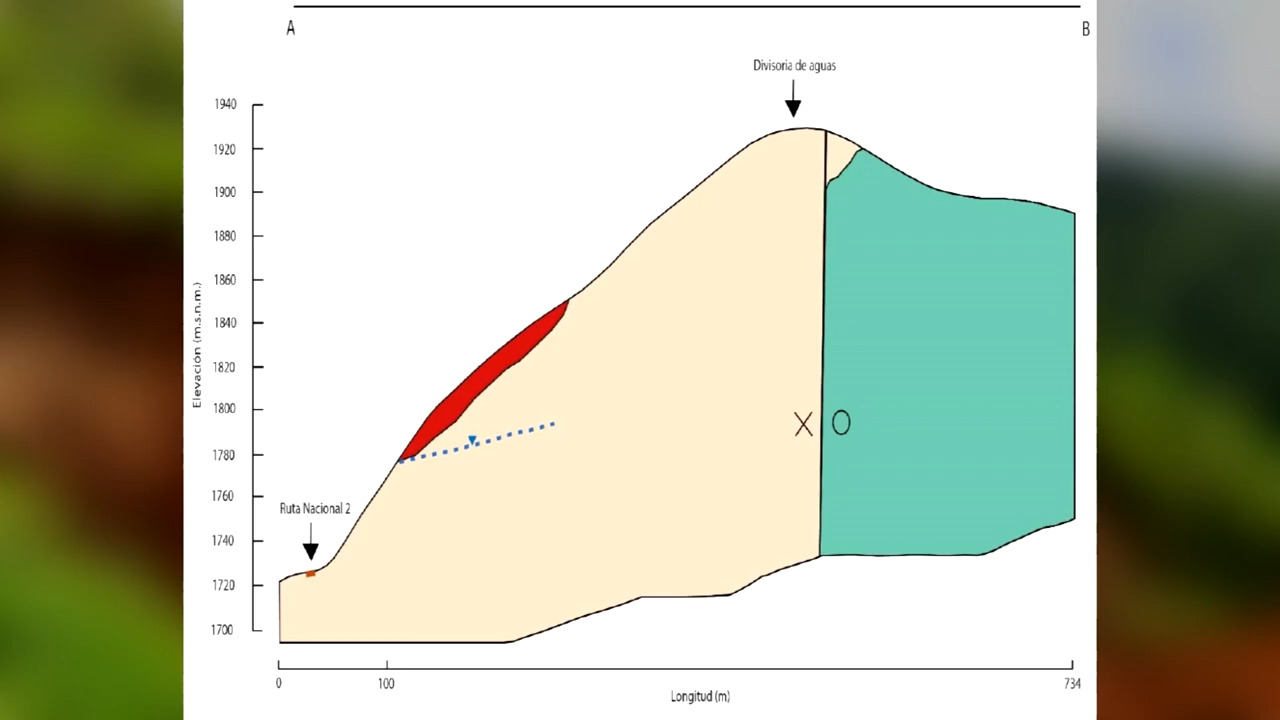 A
B
Divisoria de aguas
1940
1920
1900
1880
1860
1840
1820
1800
1780
1760
1740
1720
1700
Elevación (m.s.n.m.)
X O
Ruta Nacional 2
0
100
734
Longitud (m)